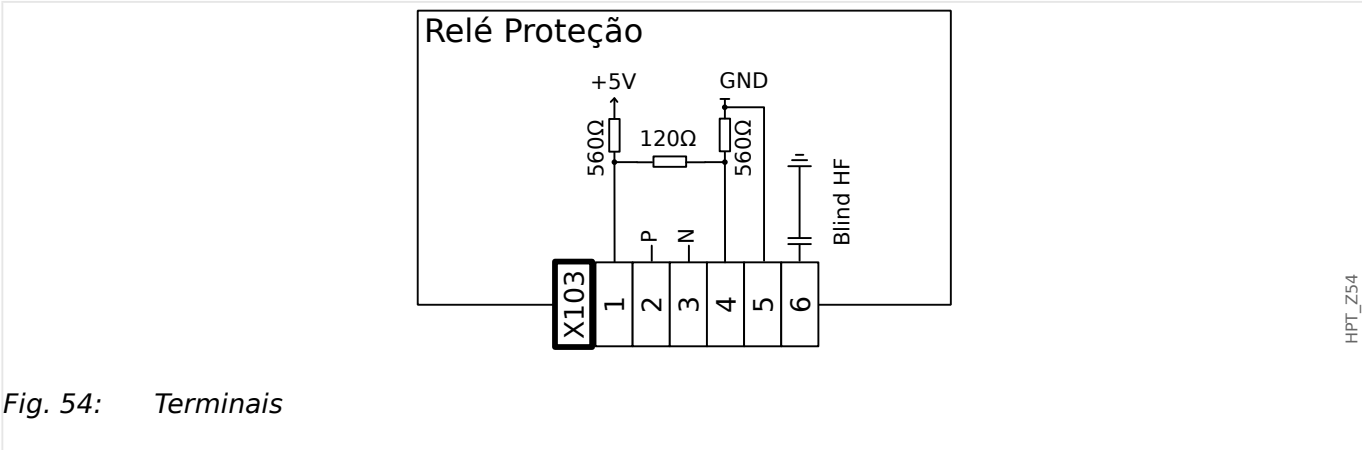 Relé Proteção
+5V
GND
560Ω
120Ω
560Ω
Blind HF
P
N
X103
1
2
3
4
5
6
HPT_Z54
Fig. 54: Terminais